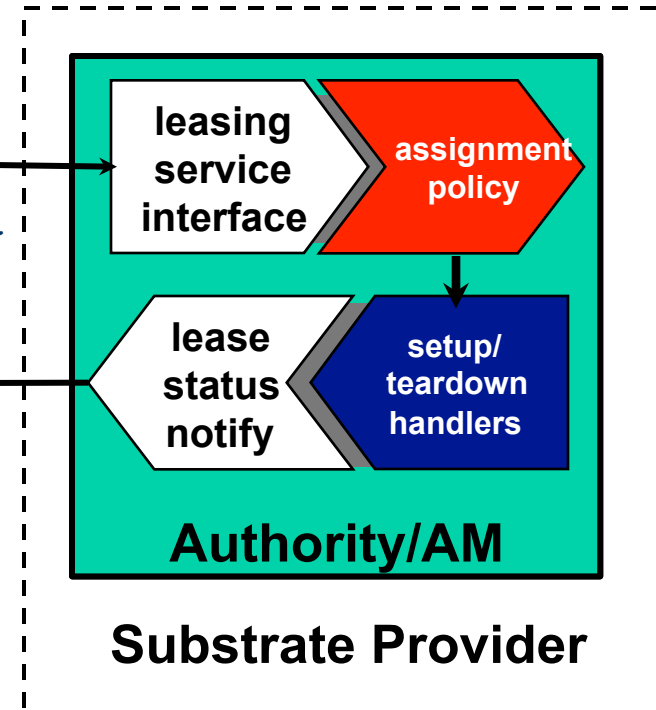 leasing
service
interface
assignment
policy
lease
status
notify
setup/
teardown
handlers
Authority/AM
Substrate Provider